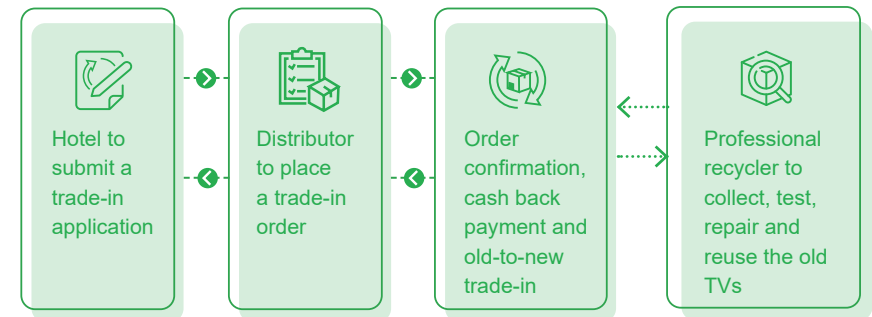 Hotel to
submit a
trade-in
application
Distributor
to place
a trade-in
order
Order
confirmation,
cash back
payment and
old-to-new
trade-in
Professional
recycler to
collect, test,
repair and
reuse the old
TVs